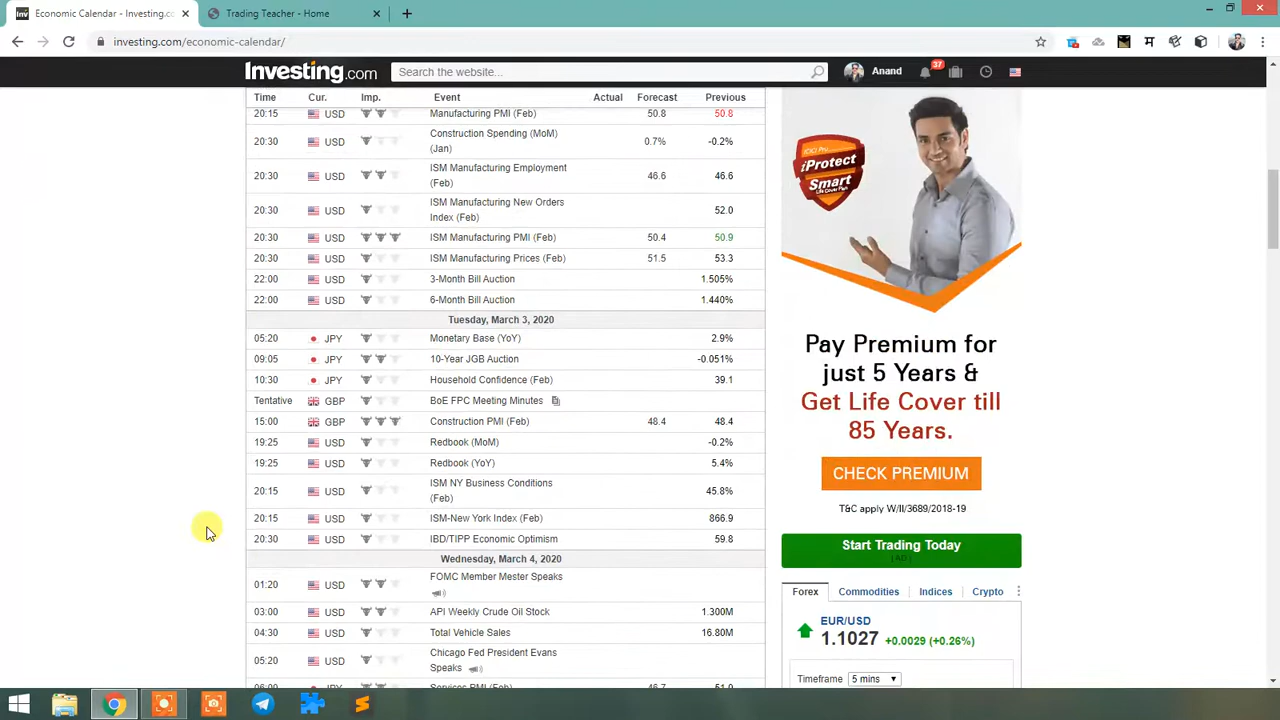 Economic Calendar - Investing.co
Trading Teacher - Home
investing.com/economic-calendar/
Investing.com
Search the website...
Anand
37
Time Cur. Imp. Event Actual Forecast Previous
20:15 USD Manufacturing PMI (Feb) 50.8 50.8
20:30 USD Construction Spending (MoM) (Jan) 0.7% -0.2%
20:30 USD ISM Manufacturing Employment (Feb) 46.6 46.6
20:30 USD ISM Manufacturing New Orders Index (Feb) 52.0
20:30 USD ISM Manufacturing PMI (Feb) 50.4 50.9
20:30 USD ISM Manufacturing Prices (Feb) 51.5 53.3
22:00 USD 3-Month Bill Auction 1.505%
22:00 USD 6-Month Bill Auction 1.440%
Tuesday, March 3, 2020
05:20 JPY Monetary Base (YoY) 2.9%
09:05 JPY 10-Year JGB Auction -0.051%
10:30 JPY Household Confidence (Feb) 39.1
Tentative GBP BoE FPC Meeting Minutes
15:00 GBP Construction PMI (Feb) 48.4 48.4
19:25 USD Redbook (MoM) -0.2%
19:25 USD Redbook (YoY) 5.4%
20:15 USD ISM NY Business Conditions (Feb) 45.8%
20:15 USD ISM-New York Index (Feb) 866.9
20:30 USD IBD/TIPP Economic Optimism 59.8
Wednesday, March 4, 2020
01:20 USD FOMC Member Mester Speaks
03:00 USD API Weekly Crude Oil Stock 1.300M
04:30 USD Total Vehicle Sales 16.80M
05:20 USD Chicago Fed President Evans Speaks
06:00 JPY Services PMI (Feb) 46.7 51.0
iProtect
Smart
Pay Premium for
just 5 Years &
Get Life Cover till
85 Years.
CHECK PREMIUM
T&C apply W/II/3689/2018-19
Start Trading Today
Forex Commodities Indices Crypto
EUR/USD
1.1027 +0.0029 (+0.26%)
Timeframe 5 mins